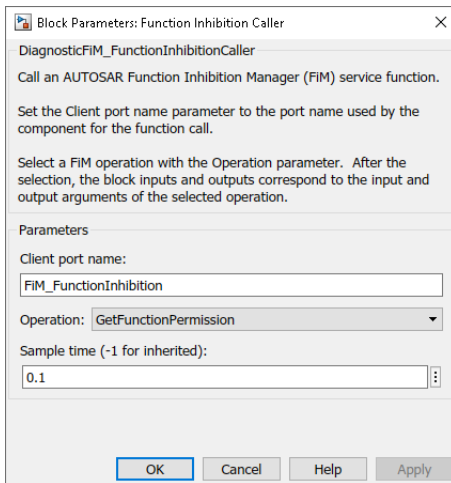 Block Parameters: Function Inhibition Caller
DiagnosticFiM_FunctionInhibitionCaller
Call an AUTOSAR Function Inhibition Manager (FiM) service function.
Set the Client port name parameter to the port name used by the
component for the function call.
Select a FiM operation with the Operation parameter.  After the
selection, the block inputs and outputs correspond to the input and
output arguments of the selected operation.
Parameters
Client port name:
FiM_FunctionInhibition
Operation: GetFunctionPermission
Sample time (-1 for inherited):
0.1
OK Cancel Help Apply